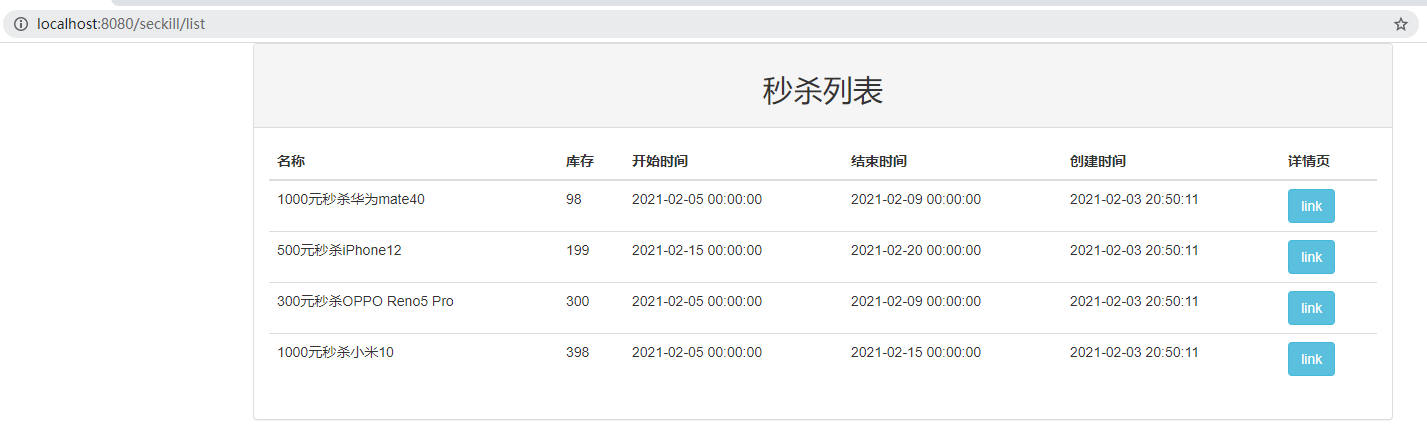 localhost:8080/seckill/list
秒杀列表
名称 库存 开始时间 结束时间 创建时间 详情页
1000元秒杀华为mate40 98 2021-02-05 00:00:00 2021-02-09 00:00:00 2021-02-03 20:50:11 link
500元秒杀iPhone12 199 2021-02-15 00:00:00 2021-02-20 00:00:00 2021-02-03 20:50:11 link
300元秒杀OPPO Reno5 Pro 300 2021-02-05 00:00:00 2021-02-09 00:00:00 2021-02-03 20:50:11 link
1000元秒杀小米10 398 2021-02-05 00:00:00 2021-02-15 00:00:00 2021-02-03 20:50:11 link